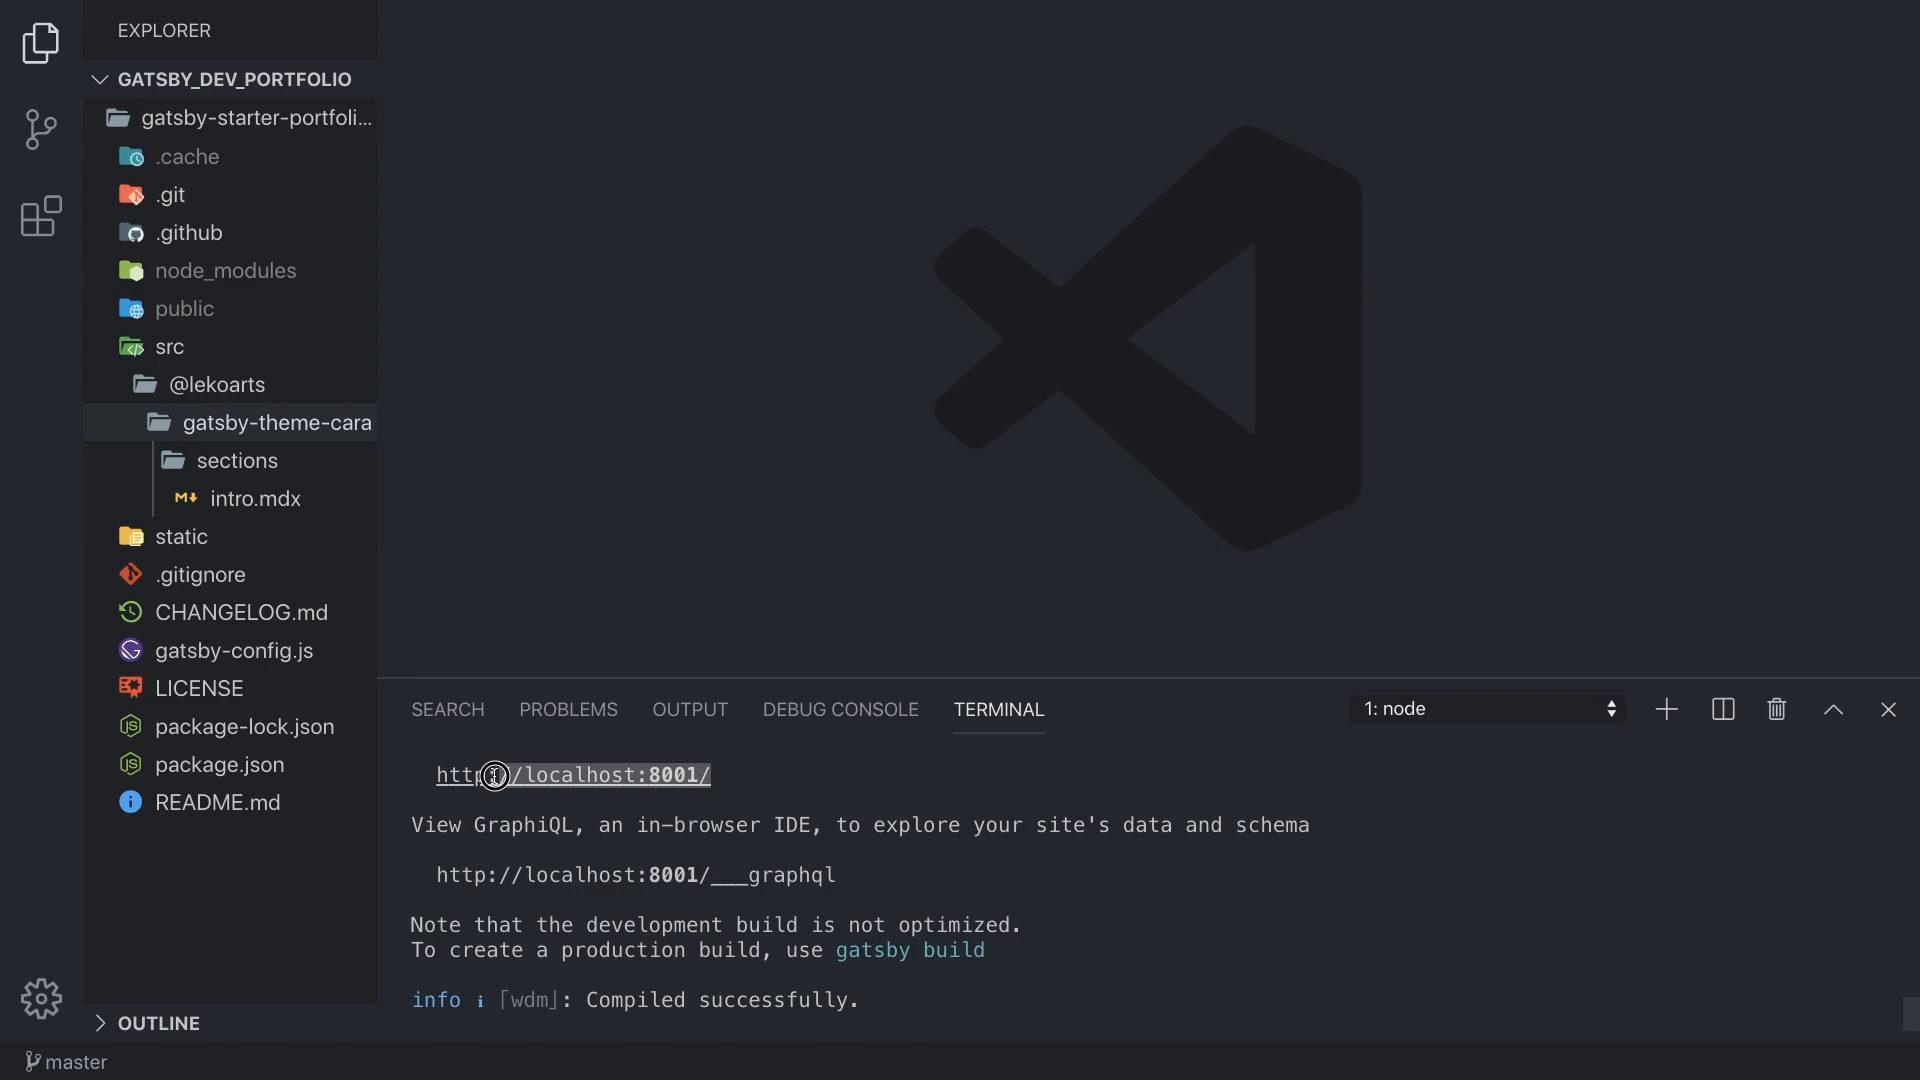 EXPLORER
GATSBY_DEV_PORTFOLIO
gatsby-starter-portfoli...
.cache
.git
.github
node_modules
public
src
@lekoarts
gatsby-theme-cara
sections
intro.mdx
static
.gitignore
CHANGELOG.md
gatsby-config.js
LICENSE
package-lock.json
package.json
README.md
OUTLINE
master
SEARCH PROBLEMS OUTPUT DEBUG CONSOLE TERMINAL 1: node
http://localhost:8001/
View GraphiQL, an in-browser IDE, to explore your site's data and schema
http://localhost:8001/___graphql
Note that the development build is not optimized.
To create a production build, use gatsby build
info ℹ ｢wdm｣: Compiled successfully.